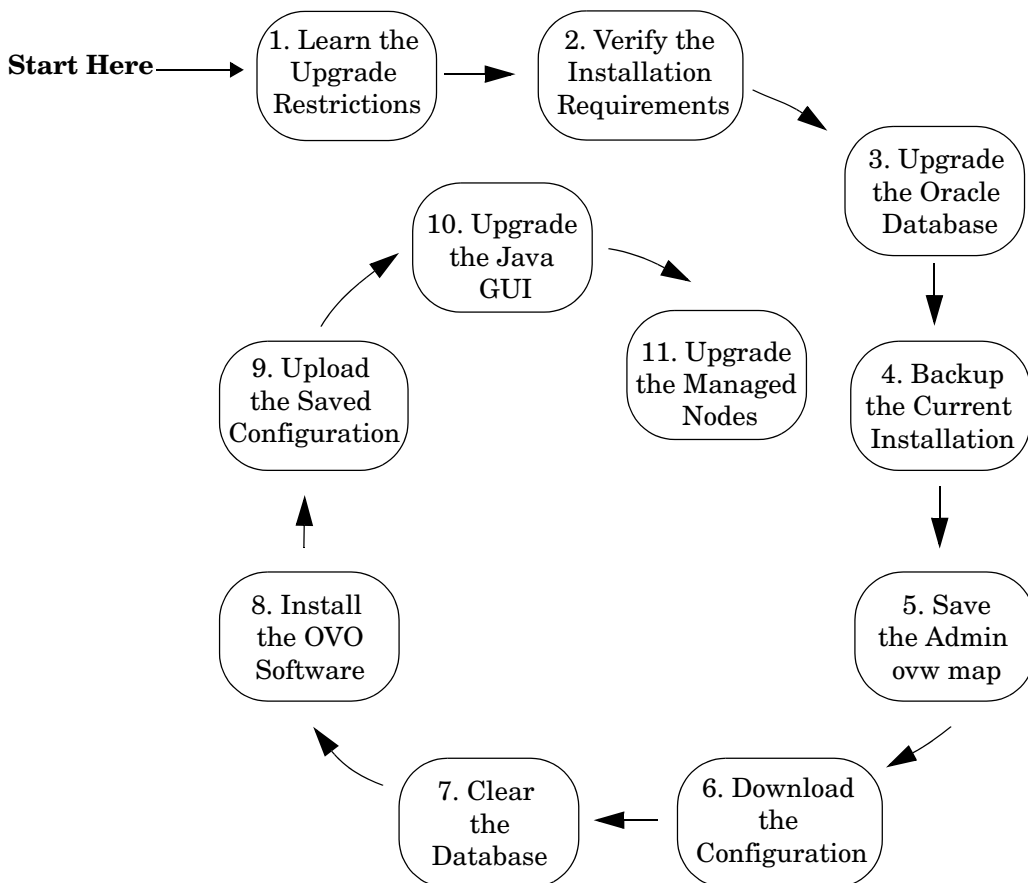 Start Here
1. Learn the
Upgrade
Restrictions
2. Verify the
Installation
Requirements
3. Upgrade
the Oracle
Database
4. Backup
the Current
Installation
5. Save
the Admin
ovw map
6. Download
the
Configuration
7. Clear
the
Database
8. Install
the OVO
Software
9. Upload
the Saved
Configuration
10. Upgrade
the Java
GUI
11. Upgrade
the Managed
Nodes